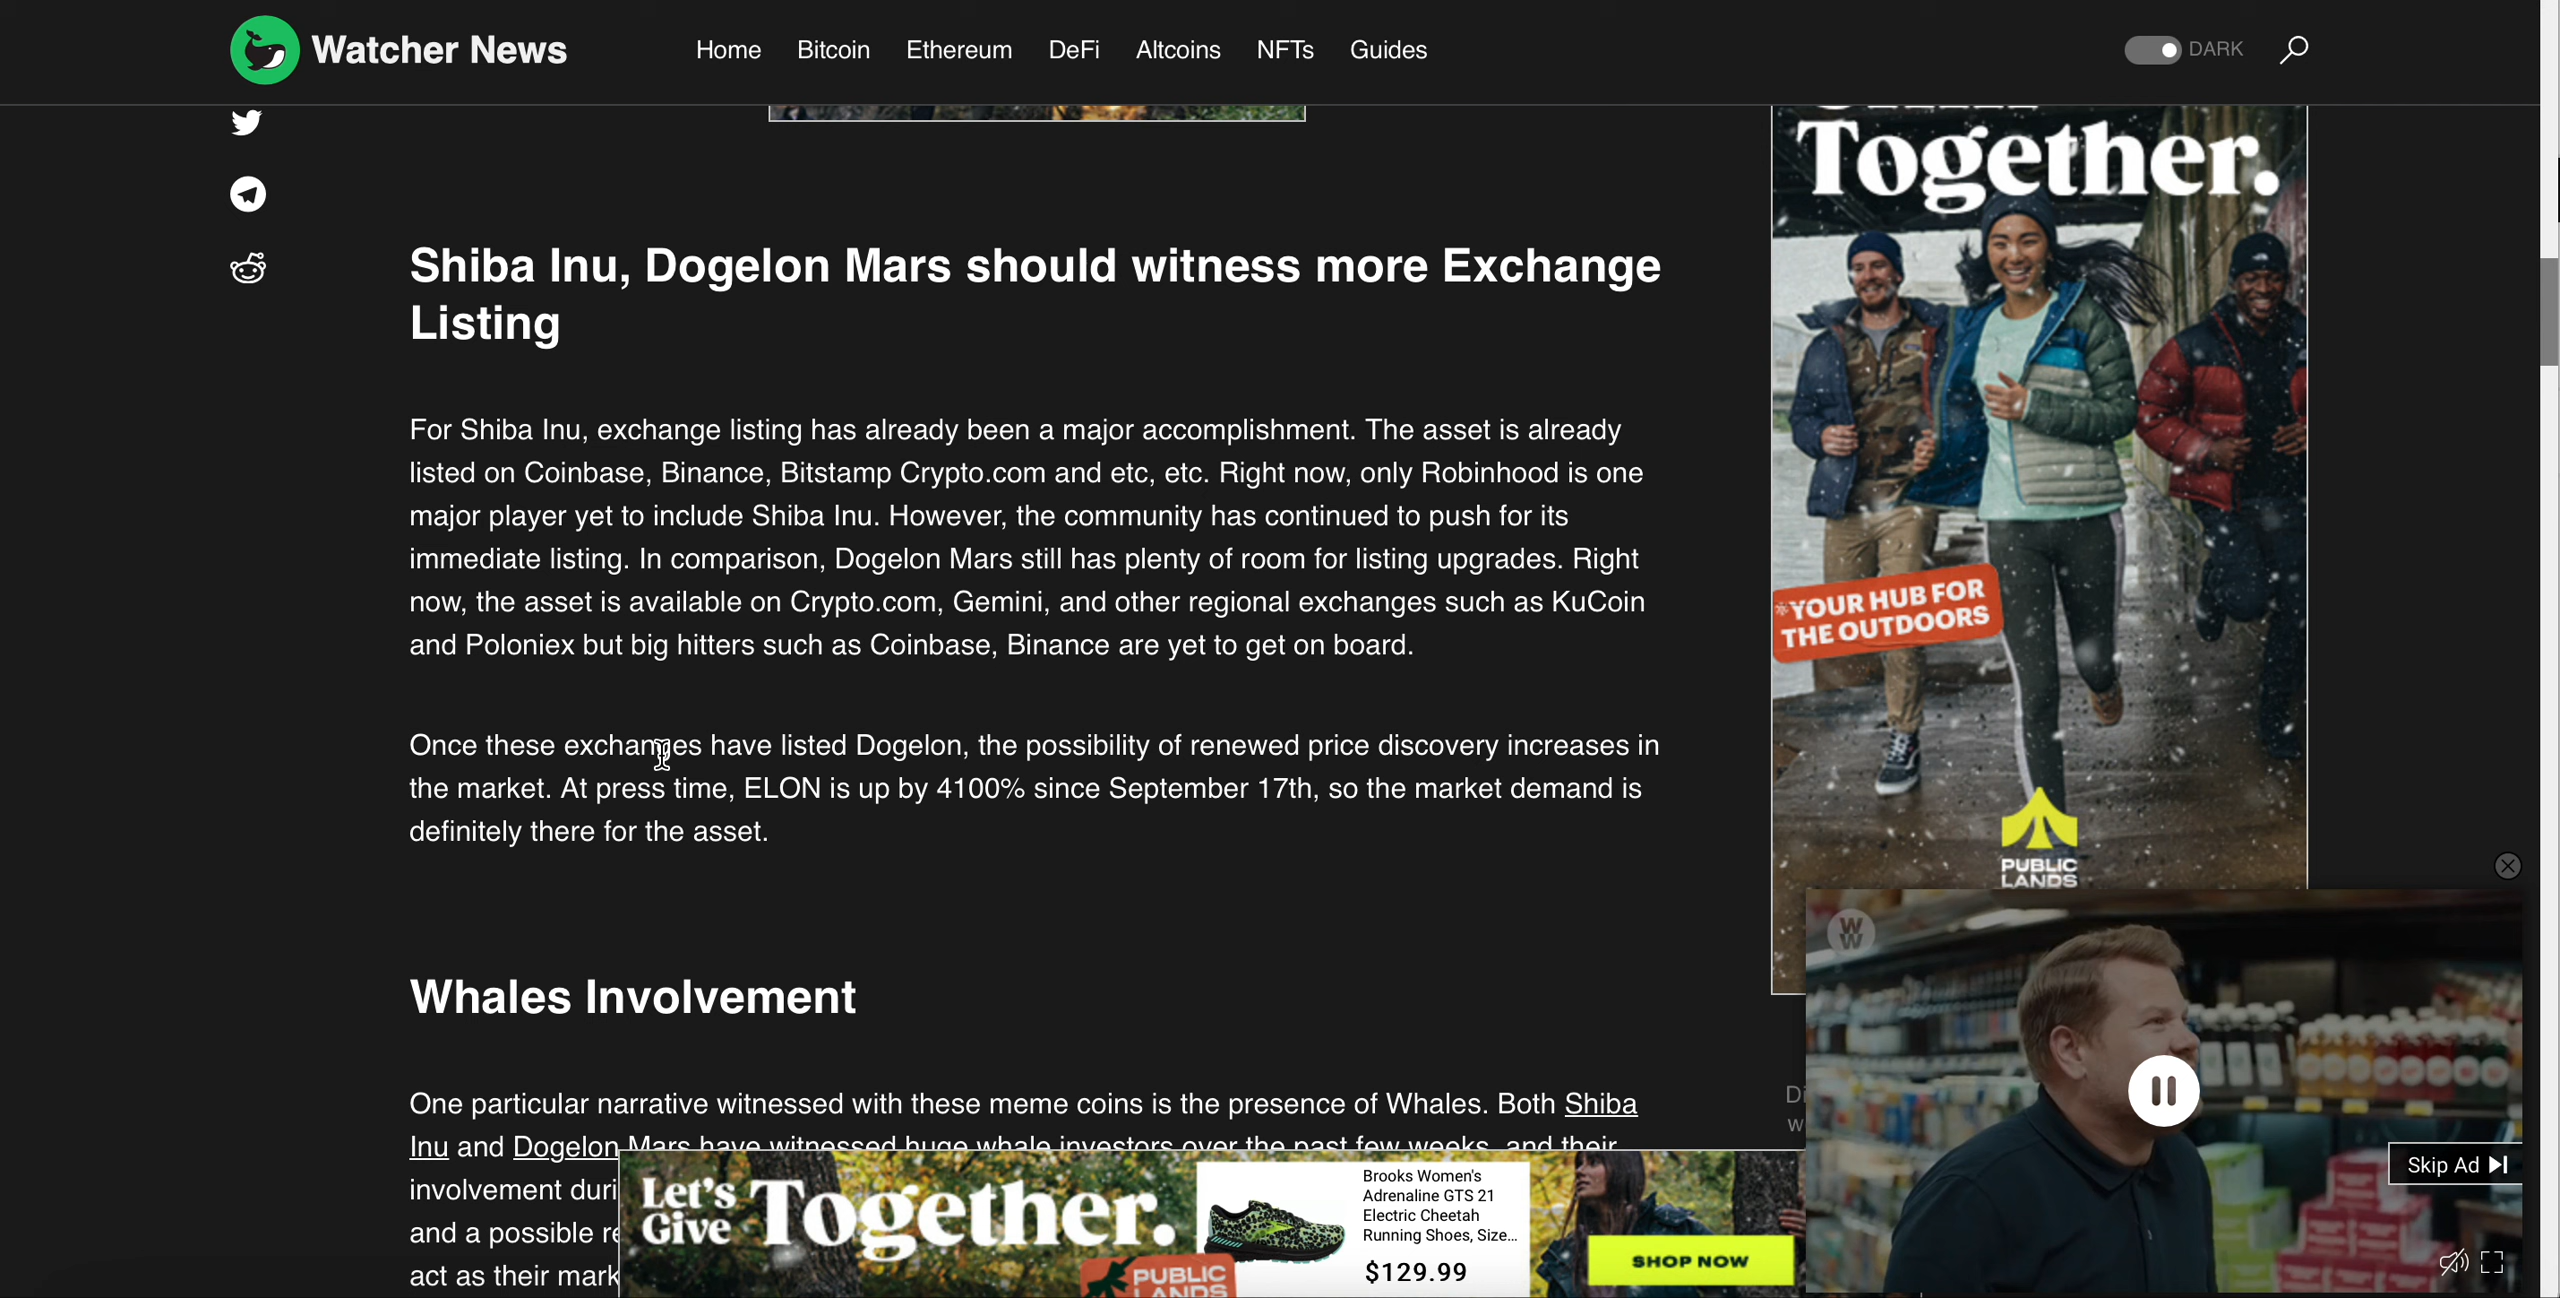 Watcher News
Home Bitcoin Ethereum DeFi Altcoins NFTs Guides
DARK
Shiba Inu, Dogelon Mars should witness more Exchange
Listing
For Shiba Inu, exchange listing has already been a major accomplishment. The asset is already
listed on Coinbase, Binance, Bitstamp Crypto.com and etc, etc. Right now, only Robinhood is one
major player yet to include Shiba Inu. However, the community has continued to push for its
immediate listing. In comparison, Dogelon Mars still has plenty of room for listing upgrades. Right
now, the asset is available on Crypto.com, Gemini, and other regional exchanges such as KuCoin
and Poloniex but big hitters such as Coinbase, Binance are yet to get on board.
Once these exchanges have listed Dogelon, the possibility of renewed price discovery increases in
the market. At press time, ELON is up by 4100% since September 17th, so the market demand is
definitely there for the asset.
Whales Involvement
One particular narrative witnessed with these meme coins is the presence of Whales. Both Shiba
Inu and Dogelon Mars have witnessed huge whale investors over the past few weeks, and their
involvement duri
and a possible re
act as their mark
Together.
*YOUR HUB FOR
THE OUTDOORS
PUBLIC
LANDS
Di
w
W
W
Skip Ad
Let's
Give Together.
PUBLIC
LANDS
Brooks Women's
Adrenaline GTS 21
Electric Cheetah
Running Shoes, Size...
$129.99
SHOP NOW